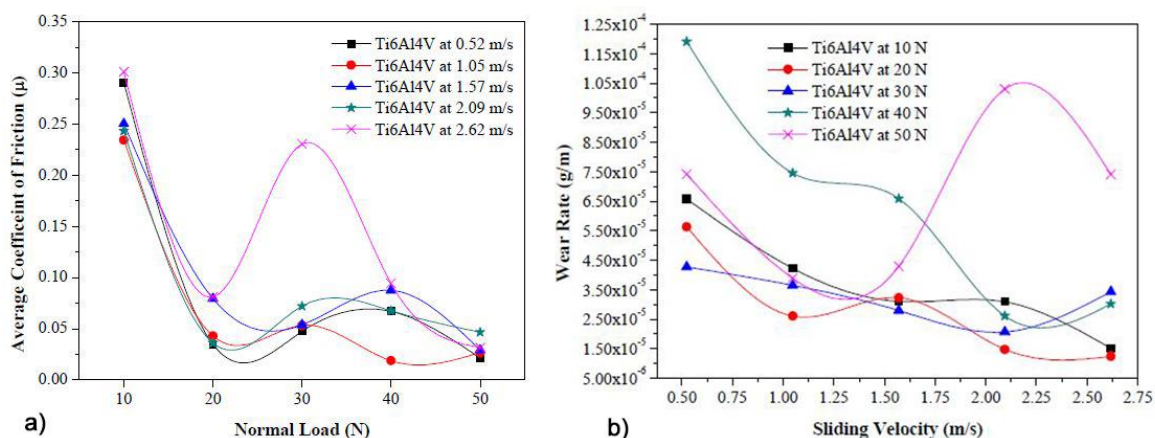 0.35
0.30
0.25
0.20
0.15
0.10
0.05
0.00
Average Coefficeint of Friction (μ)
Ti6Al4V at 0.52 m/s
Ti6Al4V at 1.05 m/s
Ti6Al4V at 1.57 m/s
Ti6Al4V at 2.09 m/s
Ti6Al4V at 2.62 m/s
10 20 30 40 50
a)
Normal Load (N)
1.25x10⁻⁴
1.15x10⁻⁴
1.05x10⁻⁴
9.50x10⁻⁵
8.50x10⁻⁵
7.50x10⁻⁵
6.50x10⁻⁵
5.50x10⁻⁵
4.50x10⁻⁵
3.50x10⁻⁵
2.50x10⁻⁵
1.50x10⁻⁵
5.00x10⁻⁶
Wear Rate (g/m)
Ti6Al4V at 10 N
Ti6Al4V at 20 N
Ti6Al4V at 30 N
Ti6Al4V at 40 N
Ti6Al4V at 50 N
0.50 0.75 1.00 1.25 1.50 1.75 2.00 2.25 2.50 2.75
b)
Sliding Velocity (m/s)